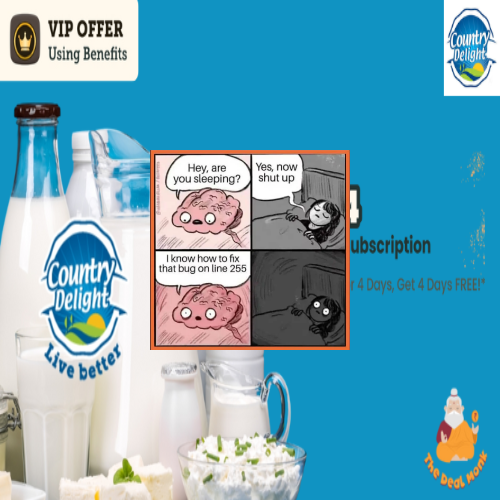 VIP OFFER
Using Benefits
Country
Delight
Hey, are
you sleeping?
Yes, now
shut up
4
ubscription
r 4 Days, Get 4 Days FREE!*
I know how to fix
that bug on line 255
Country
Delight
Live better
The Deal Monk